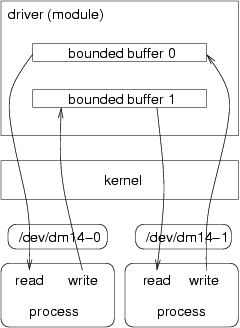 driver (module)
bounded buffer 0
bounded buffer 1
kernel
/dev/dm14−0 /dev/dm14−1
read write read write
process process